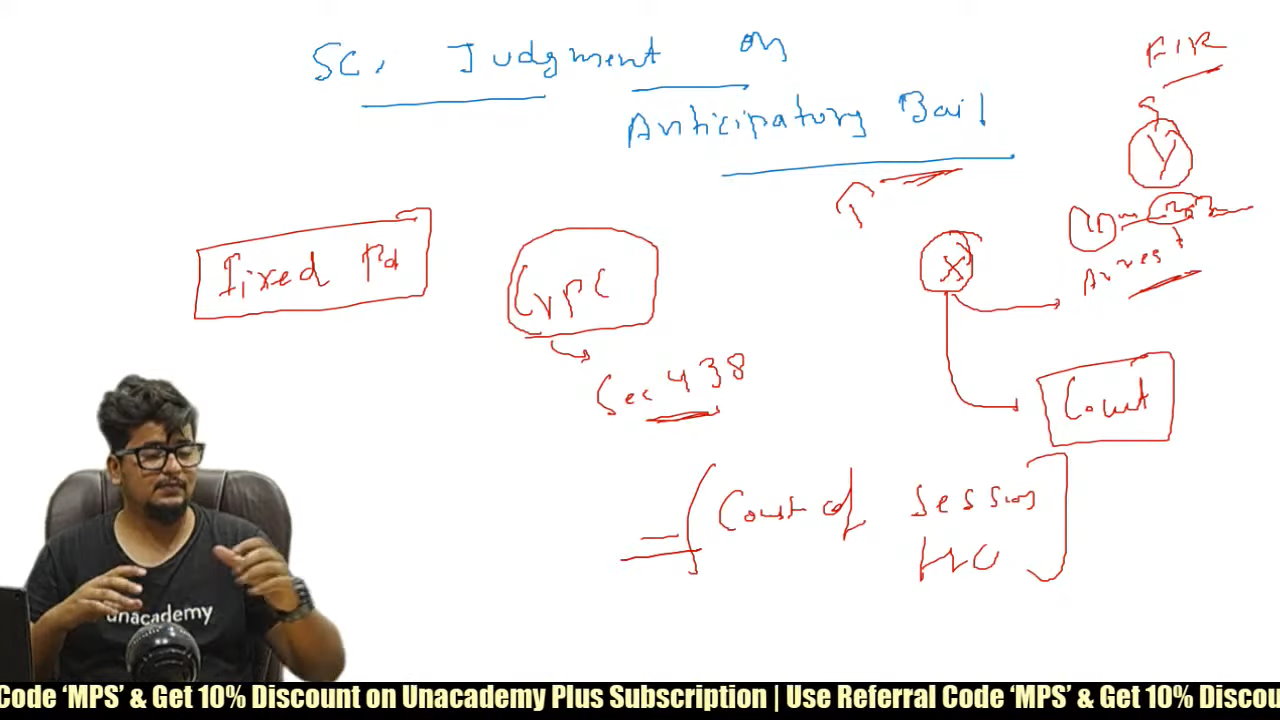 SC. Judgment on
Anticipatory Bail
FIR
Y
Arrest
X
Fixed Pd
CrPC
Sec 438
Court
Court of Session
HC
unacademy
Code ‘MPS’ & Get 10% Discount on Unacademy Plus Subscription | Use Referral Code ‘MPS’ & Get 10% Discou